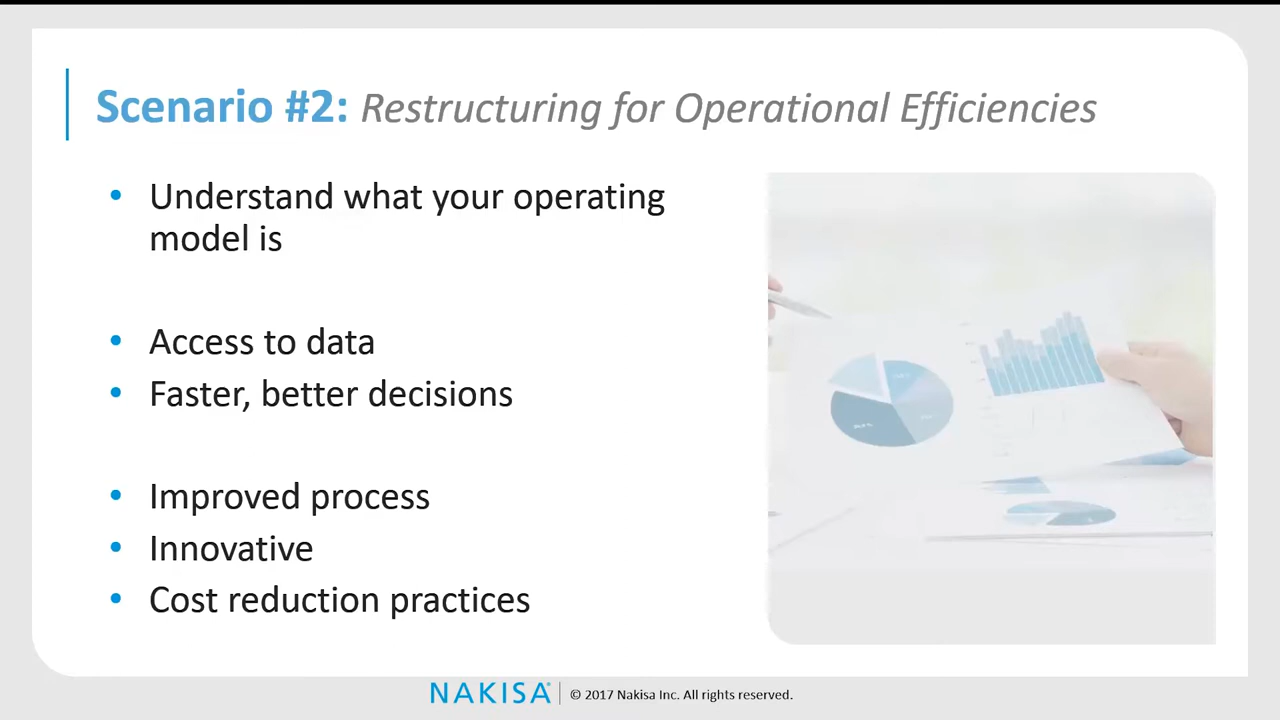 Scenario #2: Restructuring for Operational Efficiencies
• Understand what your operating
model is
• Access to data
• Faster, better decisions
• Improved process
• Innovative
• Cost reduction practices
NAKISA® © 2017 Nakisa Inc. All rights reserved.